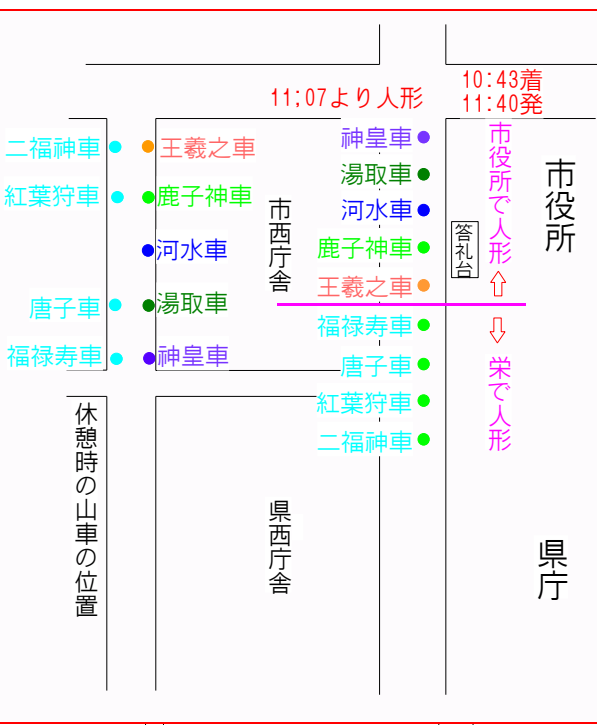 11;07より人形
10:43着
11:40発
二福神車
王羲之車
紅葉狩車
鹿子神車
河水車
唐子車
湯取車
福禄寿車
神皇車
休憩時の山車の位置
市西庁舎
県西庁舎
神皇車
湯取車
河水車
鹿子神車
王羲之車
福禄寿車
唐子車
紅葉狩車
二福神車
答礼台
市役所で人形
栄で人形
市役所
県庁